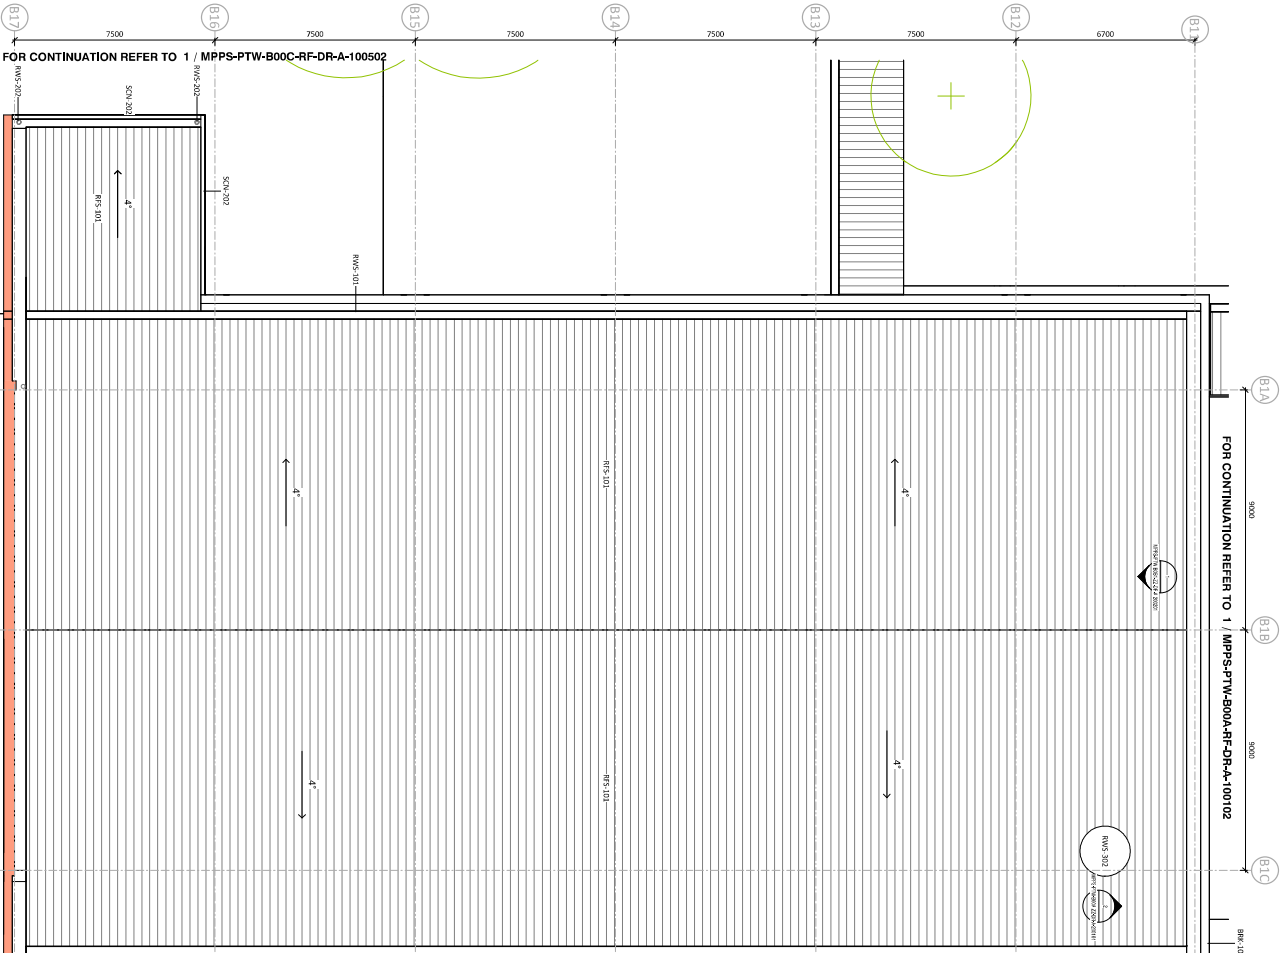 B17
B16
B15
B14
B13
B12
B11
7500
7500
7500
7500
7500
6700
FOR CONTINUATION REFER TO 1 / MPPS-PTW-B00C-RF-DR-A-100502
RWS-202
SCN-202
RWS-202
SCN-202
RFS-101
4°
RWS-101
B1A
4°
RFS-101
4°
9000
FOR CONTINUATION REFER TO 1 / MPPS-PTW-B00A-RF-DR-A-100102
B1B
9000
4°
RFS-101
4°
RWS-302
B1C
BRK-10